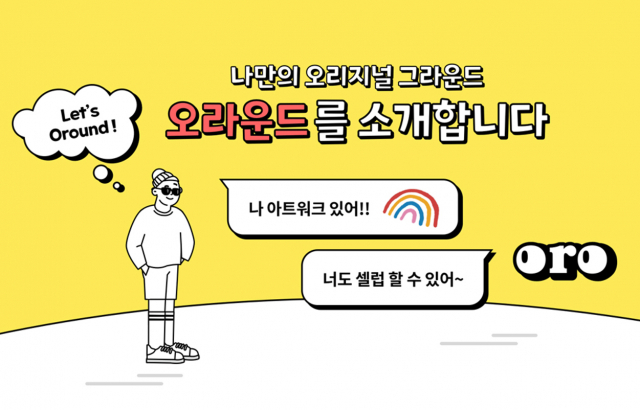 나만의 오리지널 그라운드
오라운드를 소개합니다
Let's
Oround!
나 아트워크 있어!!
너도 셀럽 할 수 있어~
oro